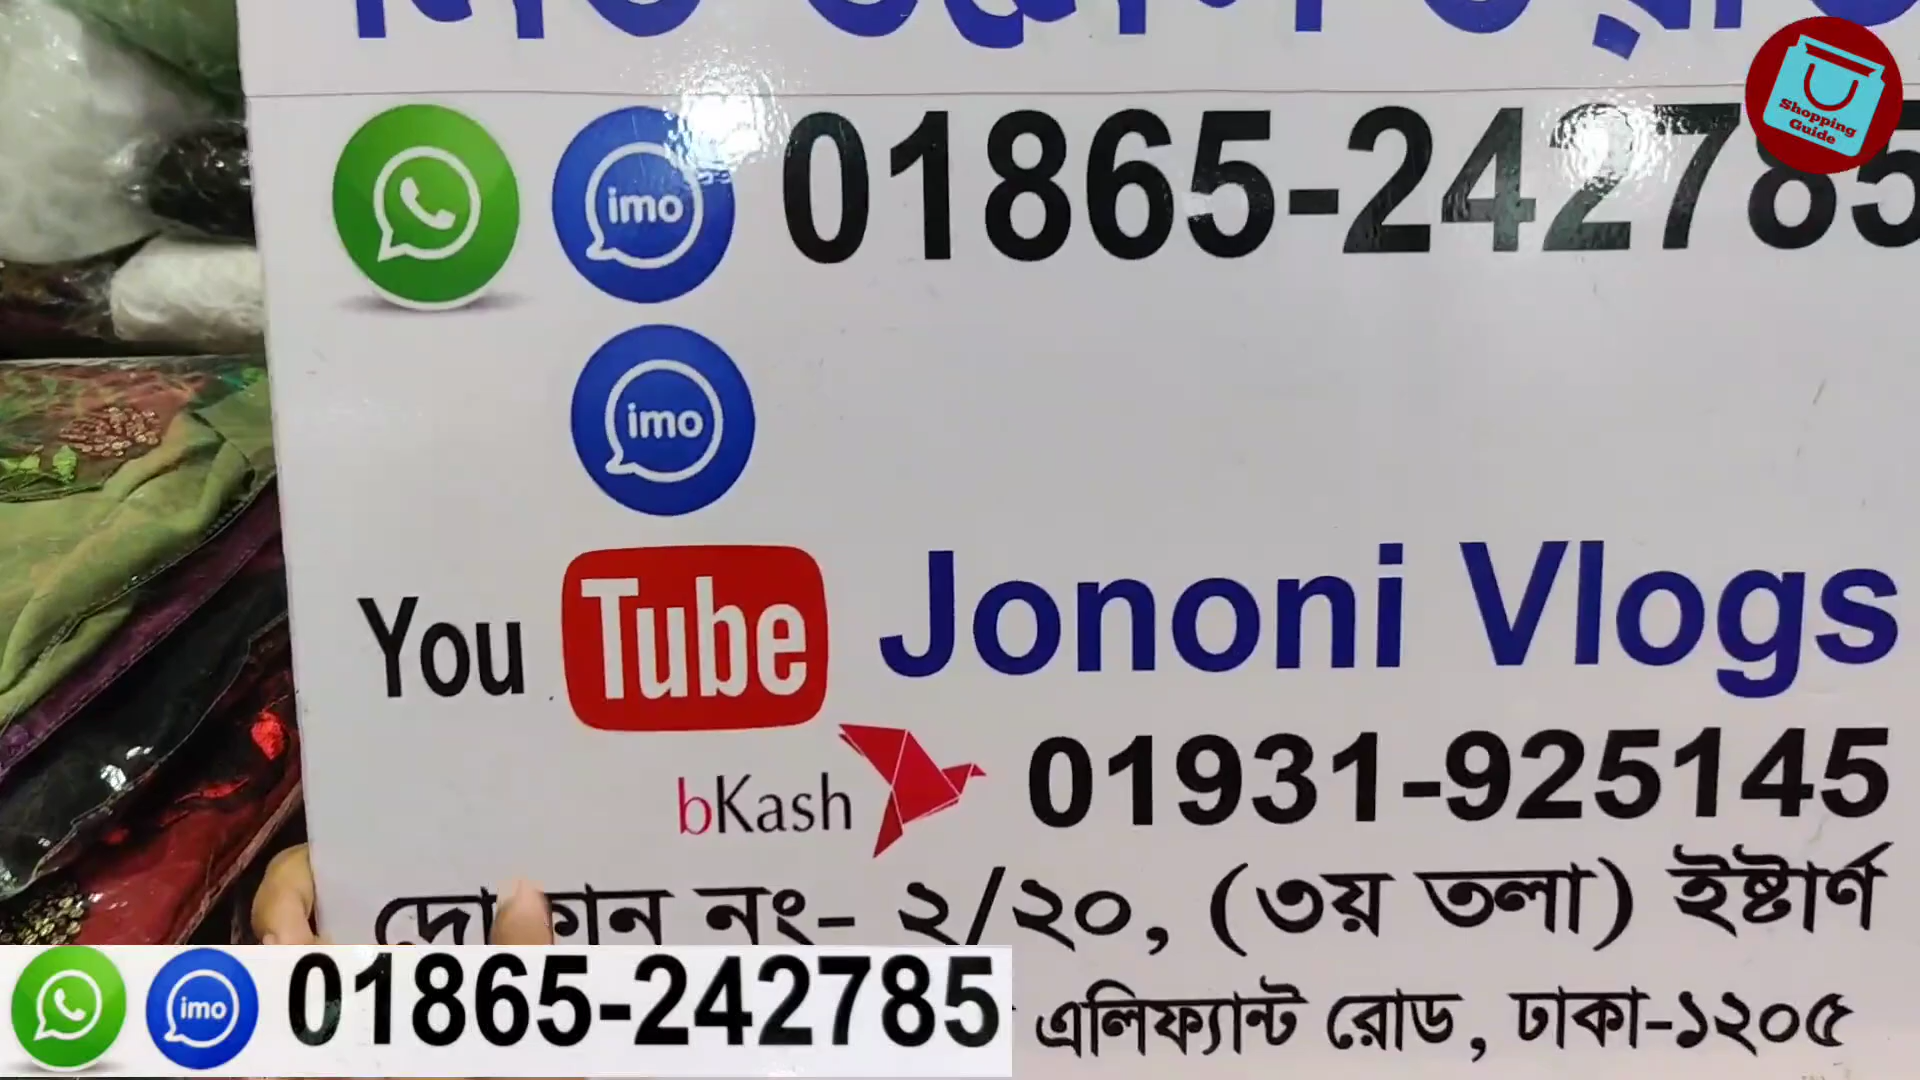 Shopping
Guide
imo 01865-242785
imo
You Tube Jononi Vlogs
bKash 01931-925145
দোকান নং- ২/২০, (৩য় তলা) ইষ্টার্ণ
এলিফ্যান্ট রোড, ঢাকা-১২০৫
imo 01865-242785